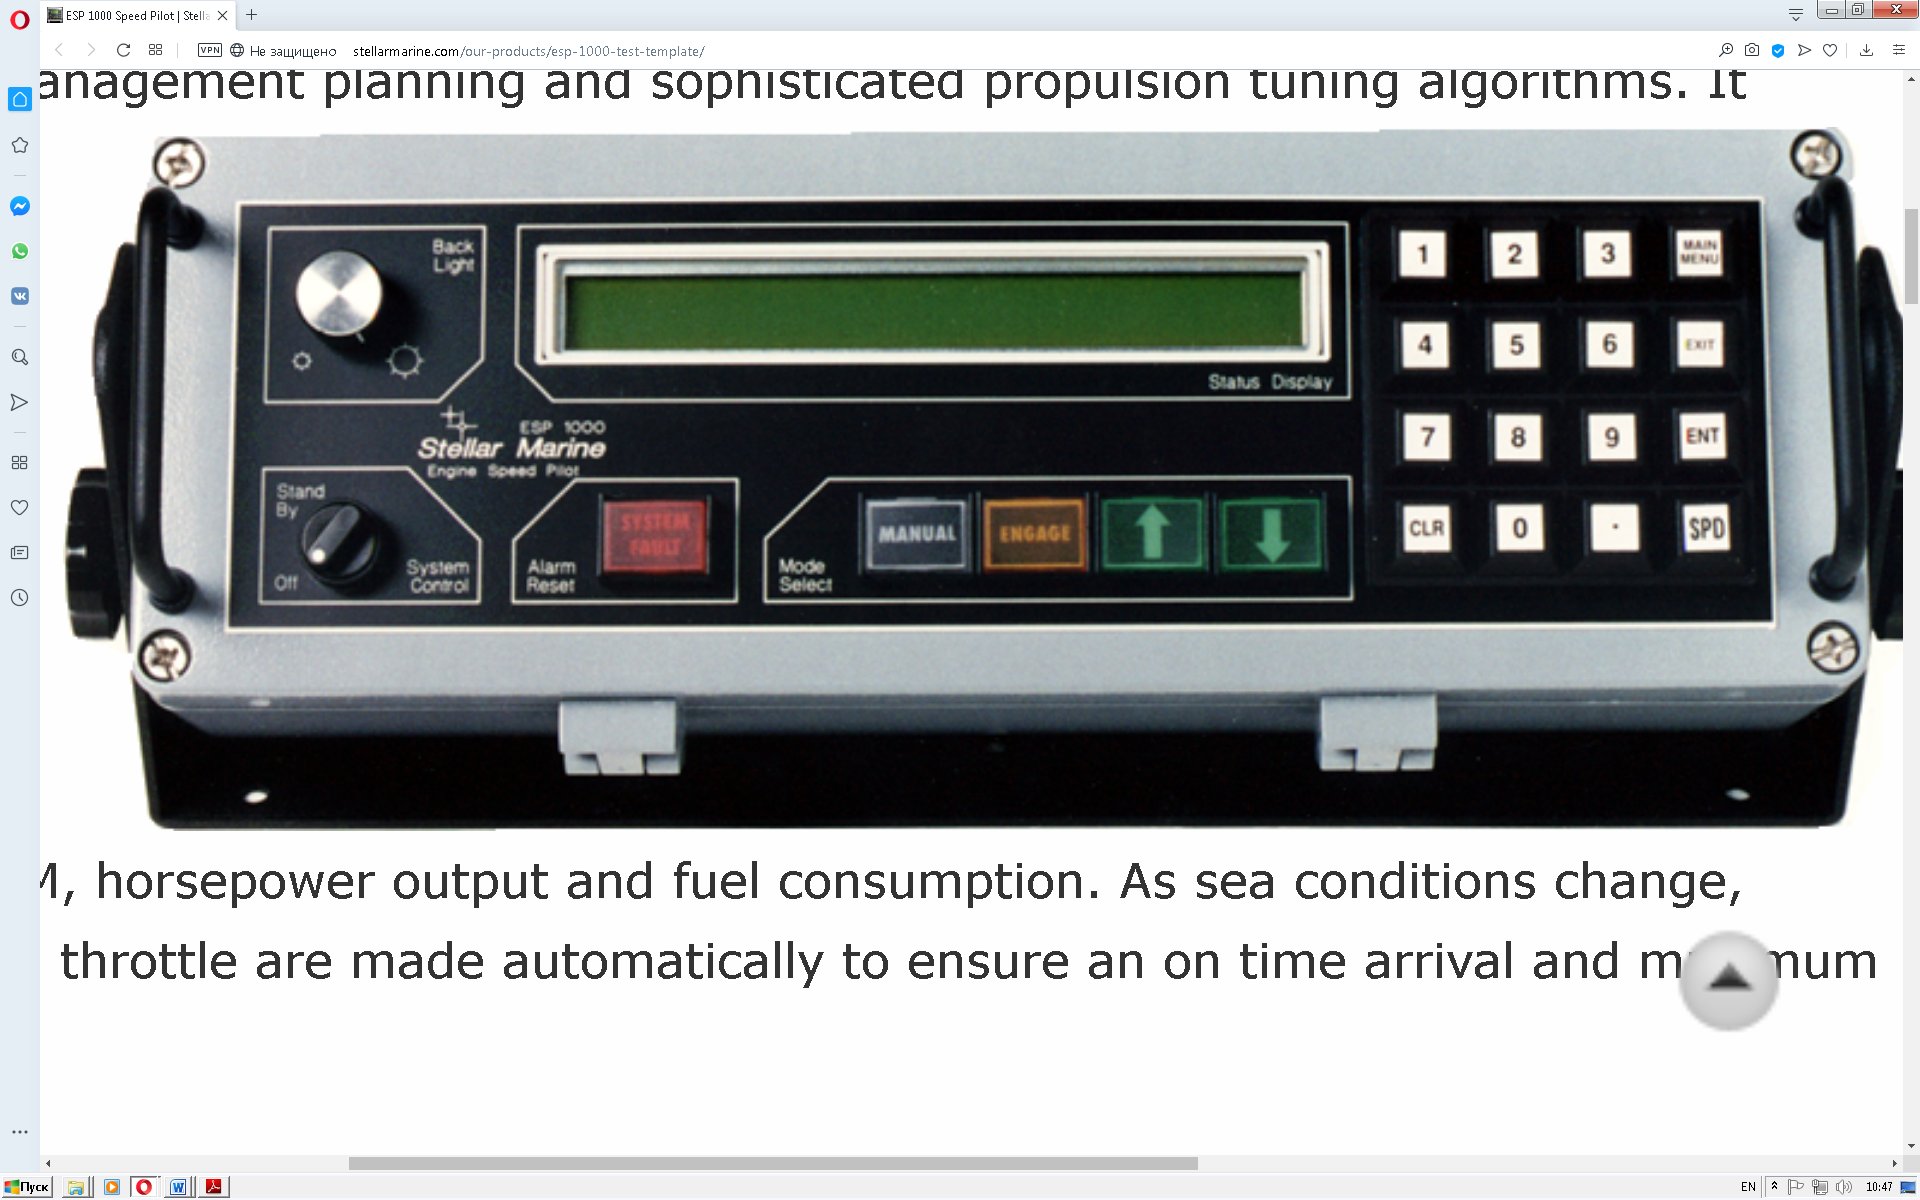 ESP 1000 Speed Pilot | Stella
VPN
Не защищено
stellarmarine.com/our-products/esp-1000-test-template/
anagement planning and sophisticated propulsion tuning algorithms. It
Back
Light
Status Display
ESP 1000
Stellar Marine
Engine Speed Pilot
Stand
By
Off
System
Control
Alarm
Reset
SYSTEM
FAULT
Mode
Select
MANUAL
ENGAGE
1 2 3 MAIN MENU
4 5 6 EXIT
7 8 9 ENT
CLR 0 . SPD
M, horsepower output and fuel consumption. As sea conditions change,
throttle are made automatically to ensure an on time arrival and m mum
Пуск
EN
10:47